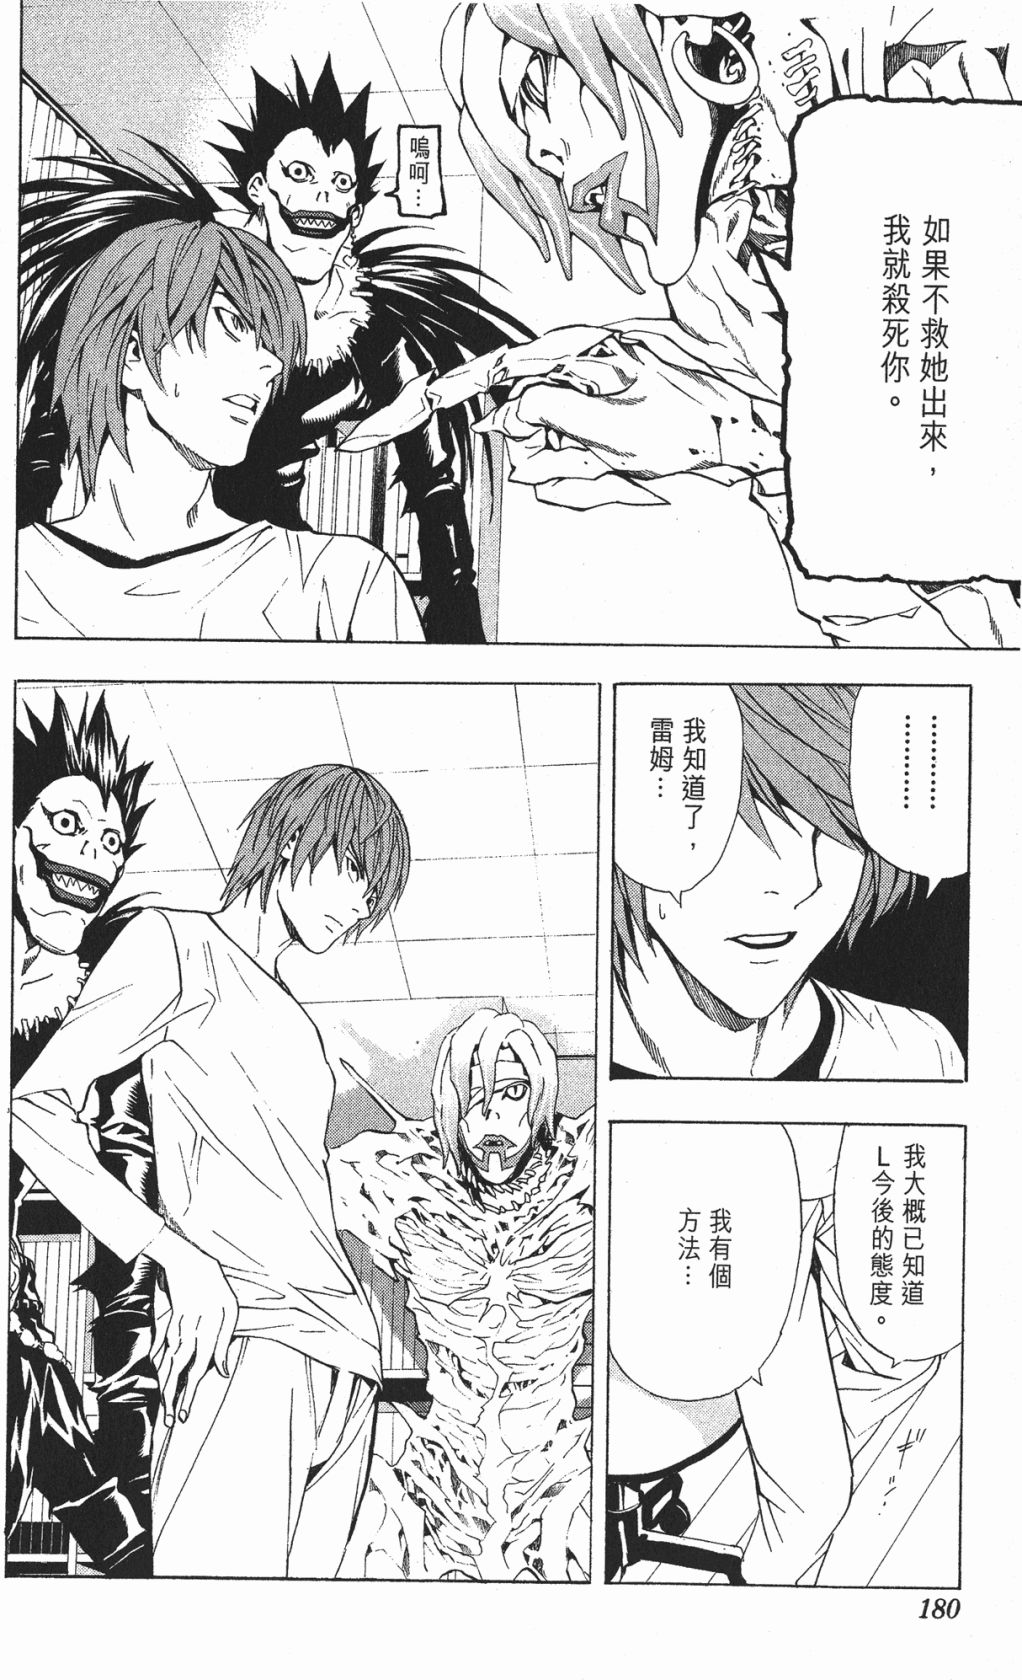 如果不救她出來，
我就殺死你。
嗚呵…
…………
…………
我知道了，
雷姆…
我大概已知道
L今後的態度。
我有個
方法…
ギシ…
180